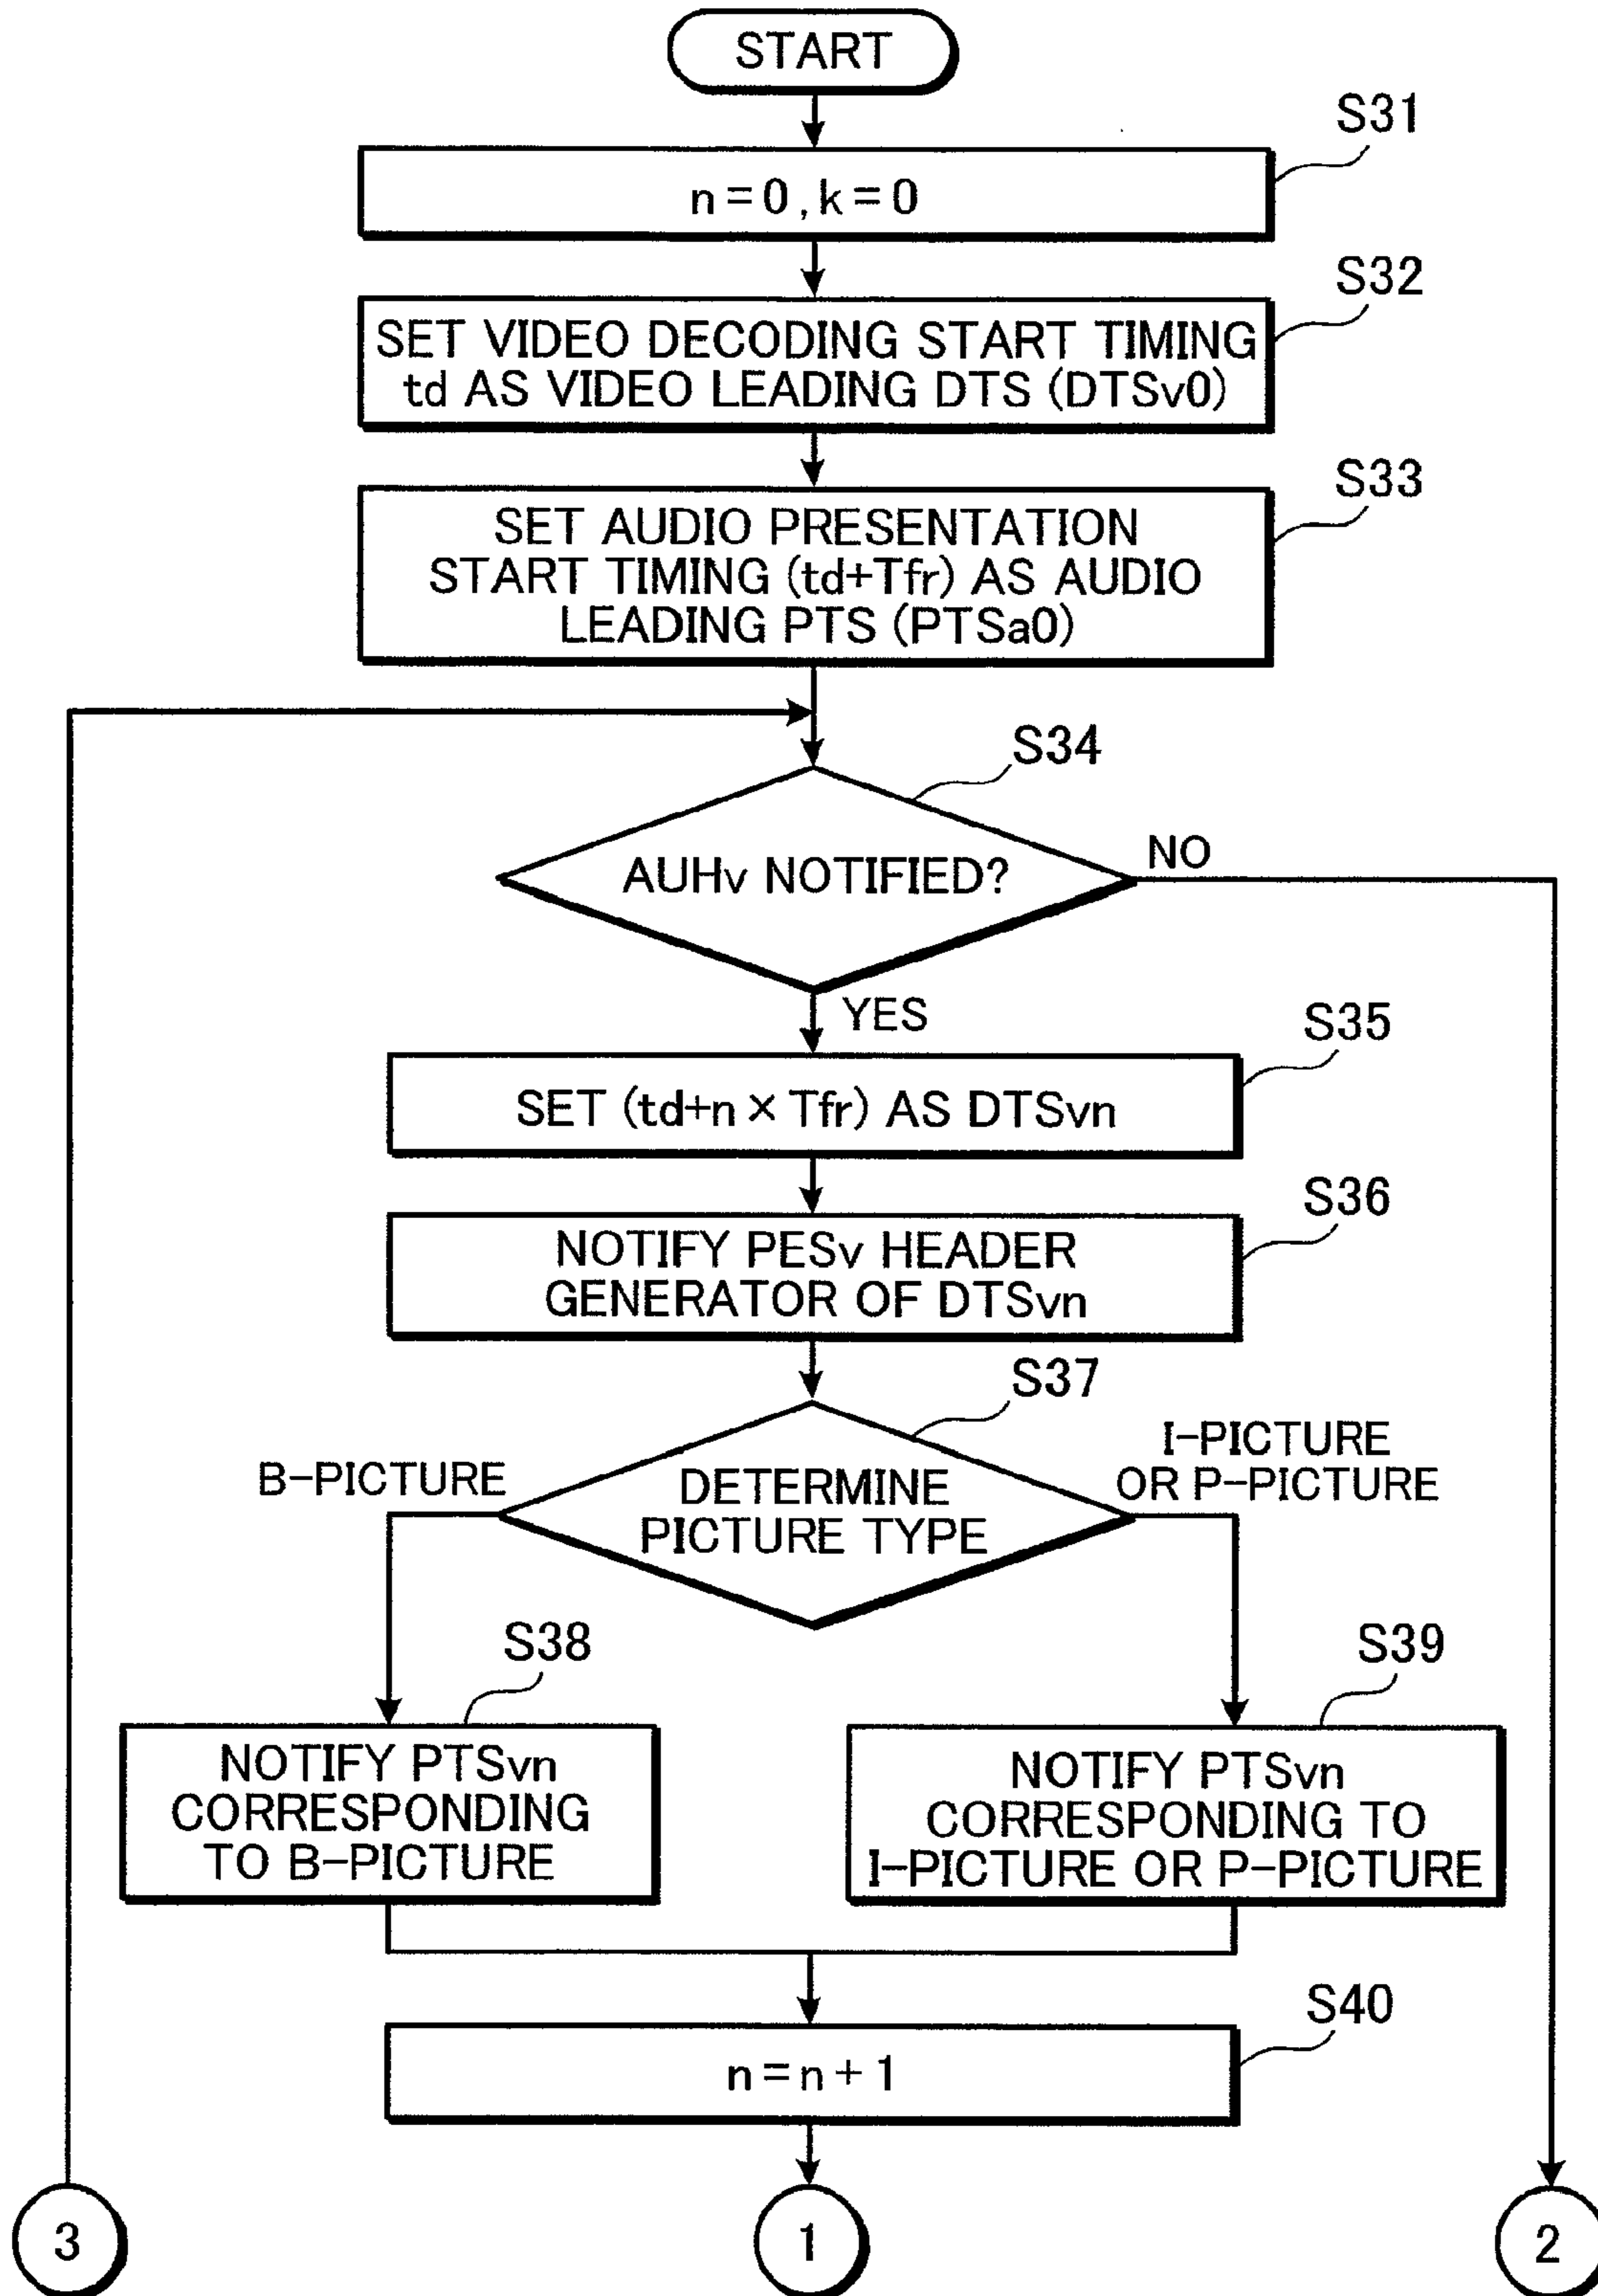 START
S31
n=0,k=0
S32
SET VIDEO DECODING START TIMING
td AS VIDEO LEADING DTS (DTSv0)
S33
SET AUDIO PRESENTATION
START TIMING (td+Tfr) AS AUDIO
LEADING PTS (PTSa0)
S34
AUHv NOTIFIED?
NO
YES
S35
SET (td+n × Tfr) AS DTSvn
S36
NOTIFY PESv HEADER
GENERATOR OF DTSvn
S37
DETERMINE
PICTURE TYPE
B-PICTURE
I-PICTURE
OR P-PICTURE
S38
NOTIFY PTSvn
CORRESPONDING
TO B-PICTURE
S39
NOTIFY PTSvn
CORRESPONDING TO
I-PICTURE OR P-PICTURE
S40
n=n+1
3
1
2